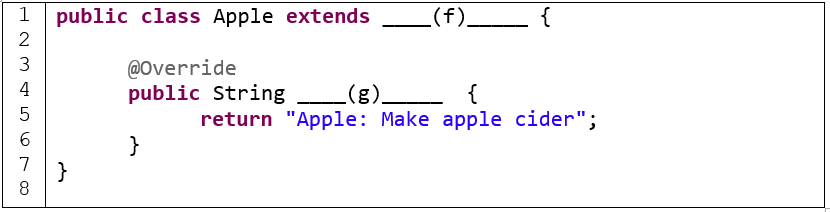 1 public class Apple extends ____(f)_____ {
2
3 @Override
4 public String ____(g)_____ {
5 return "Apple: Make apple cider";
6 }
7 }
8